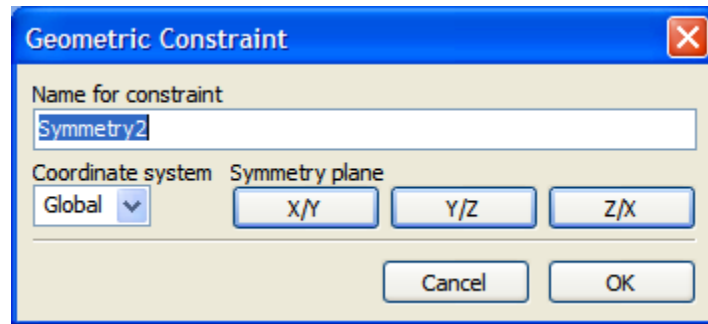 Geometric Constraint
Name for constraint
Symmetry2
Coordinate system Symmetry plane
Global X/Y Y/Z Z/X
Cancel OK